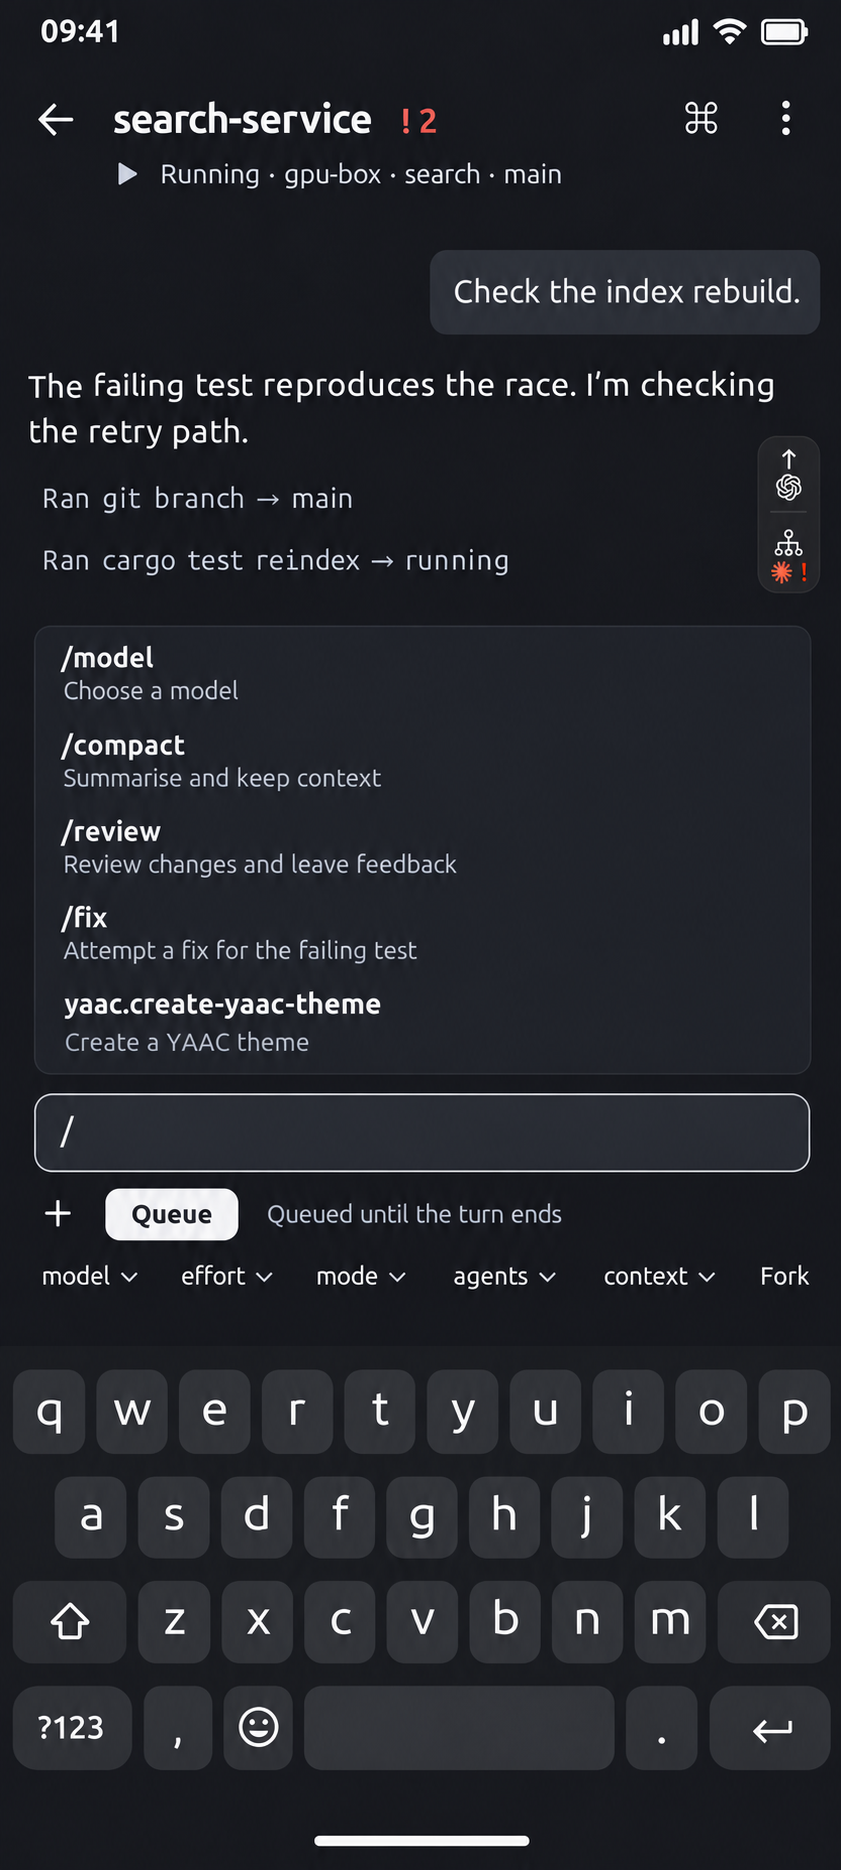 09:41
search-service ! 2
Running · gpu-box · search · main
Check the index rebuild.
The failing test reproduces the race. I’m checking
the retry path.
Ran git branch → main
Ran cargo test reindex → running
!
/model
Choose a model
/compact
Summarise and keep context
/review
Review changes and leave feedback
/fix
Attempt a fix for the failing test
yaac.create-yaac-theme
Create a YAAC theme
/
+ Queue Queued until the turn ends
model effort mode agents context Fork
q w e r t y u i o p
a s d f g h j k l
z x c v b n m
?123 , .